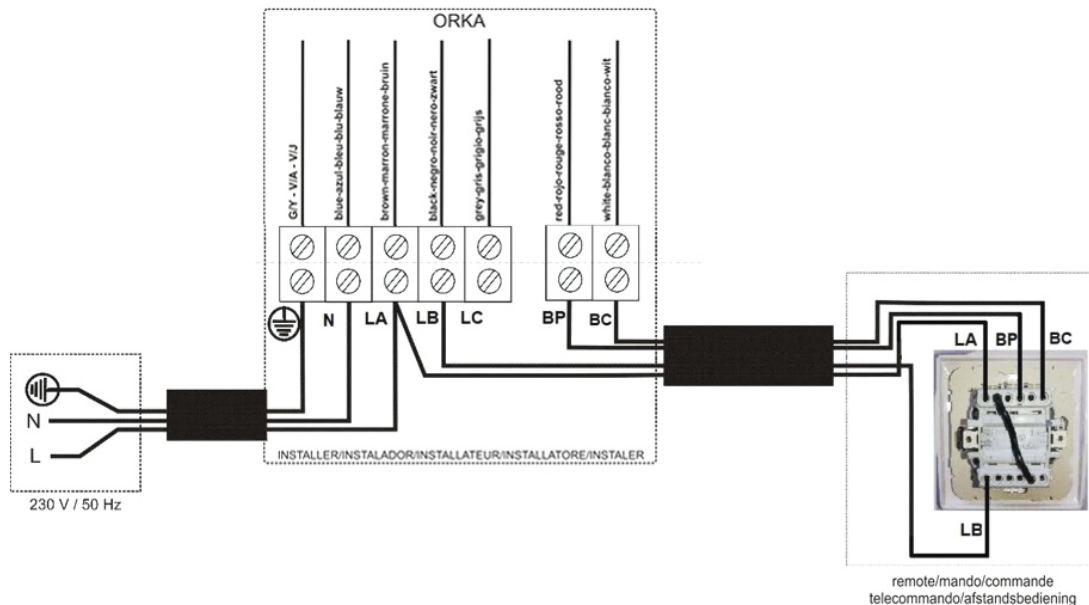 ORKA
G/Y - V/A - V/J
blue-azul-bleu-blu-blauw
brown-marron-marrone-bruin
black-negro-noir-nero-zwart
grey-gris-grigio-grijs
red-rojo-rouge-rosso-rood
white-blanco-blanc-bianco-wit
N
LA
LB
LC
BP
BC
LA
BP
BC
N
L
INSTALLER/INSTALADOR/INSTALLATEUR/INSTALLATORE/INSTALER
230 V / 50 Hz
LB
remote/mando/commande
telecommando/afstandsbediening